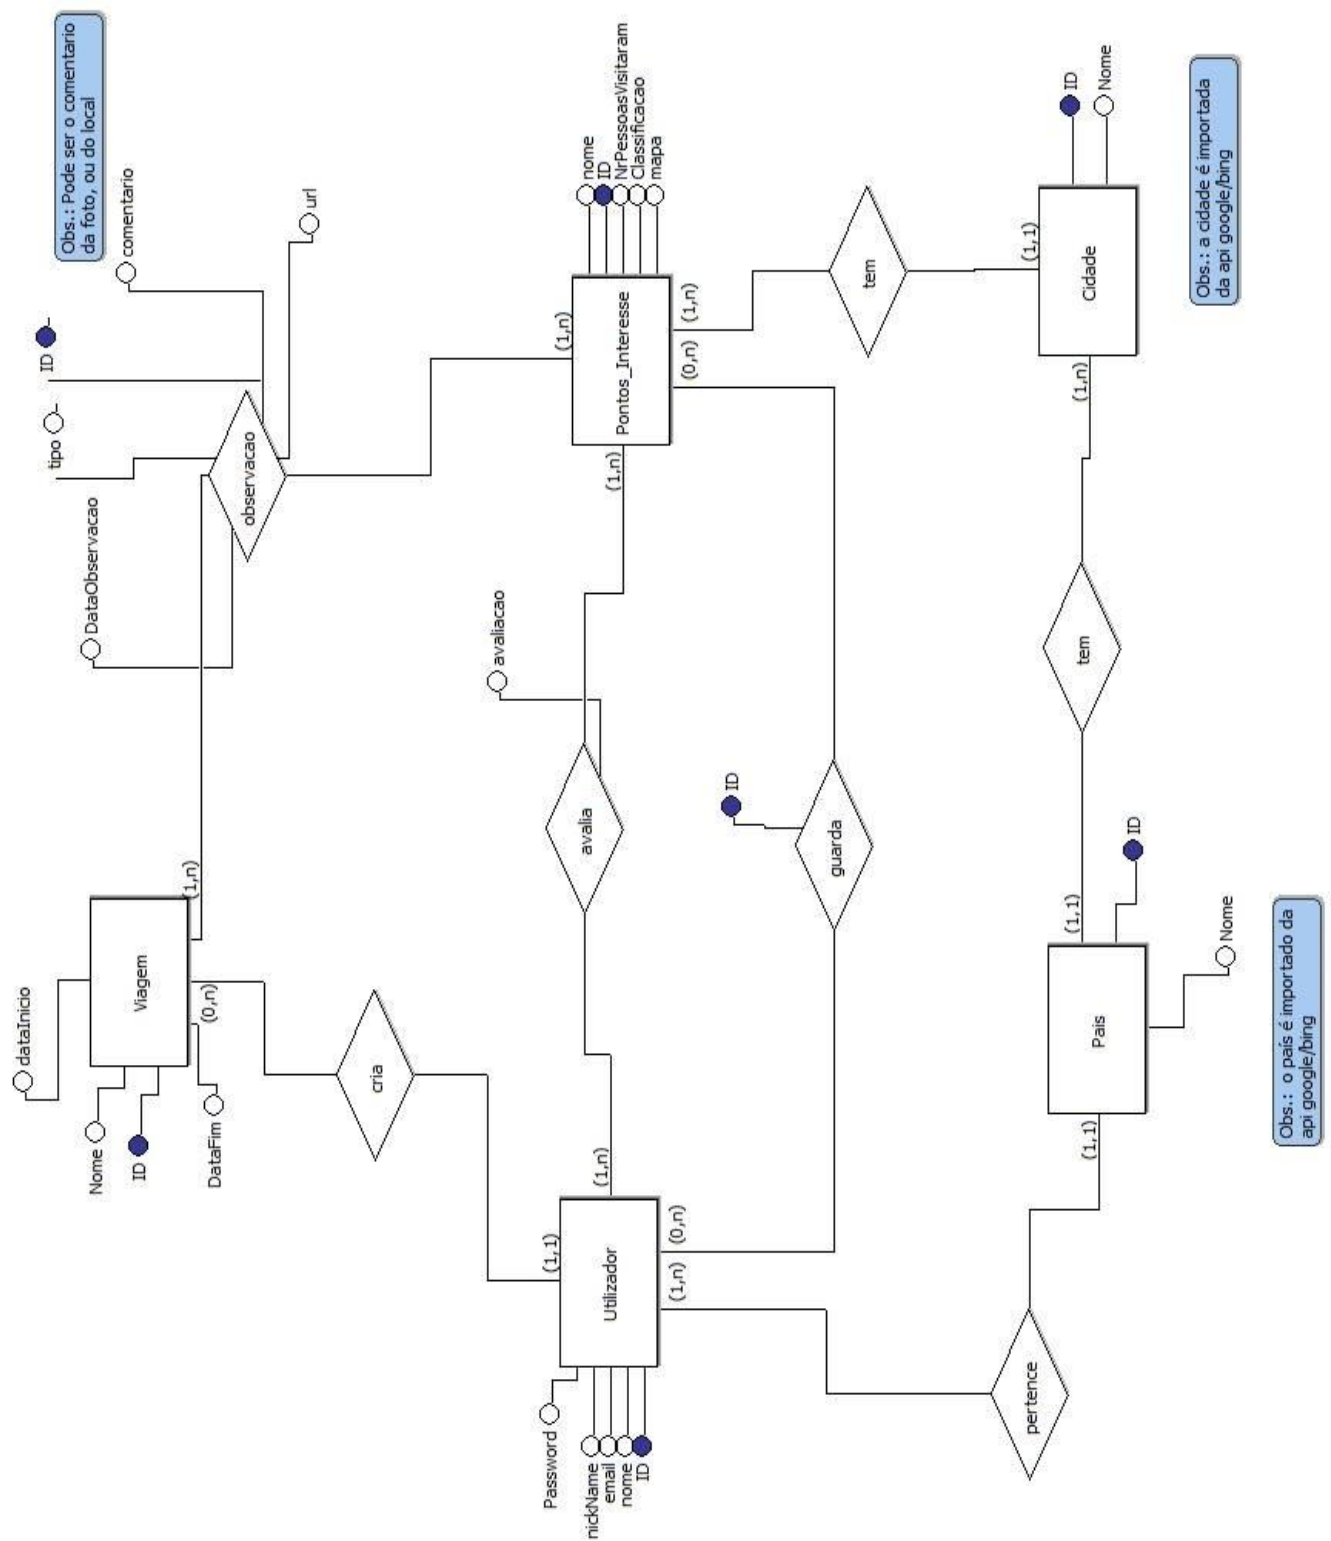 dataInicio
Nome
ID
DataFim
Viagem
(0,n)
(1,n)
DataObservacao
tipo
ID
comentario
url
observacao
Obs.: Pode ser o comentario
da foto, ou do local
cria
Password
nickName
email
nome
ID
Utilizador
(1,1)
(1,n)
(0,n)
(1,n)
avalia
avaliacao
(1,n)
(1,n)
Pontos_Interesse
(0,n)
(1,n)
nome
ID
NrPessoasVisitaram
Classificacao
mapa
ID
guarda
tem
pertence
(1,1)
Pais
(1,1)
ID
Nome
tem
(1,n)
Cidade
(1,1)
ID
Nome
Obs.: o país é importado da
api google/bing
Obs.: a cidade é importada
da api google/bing